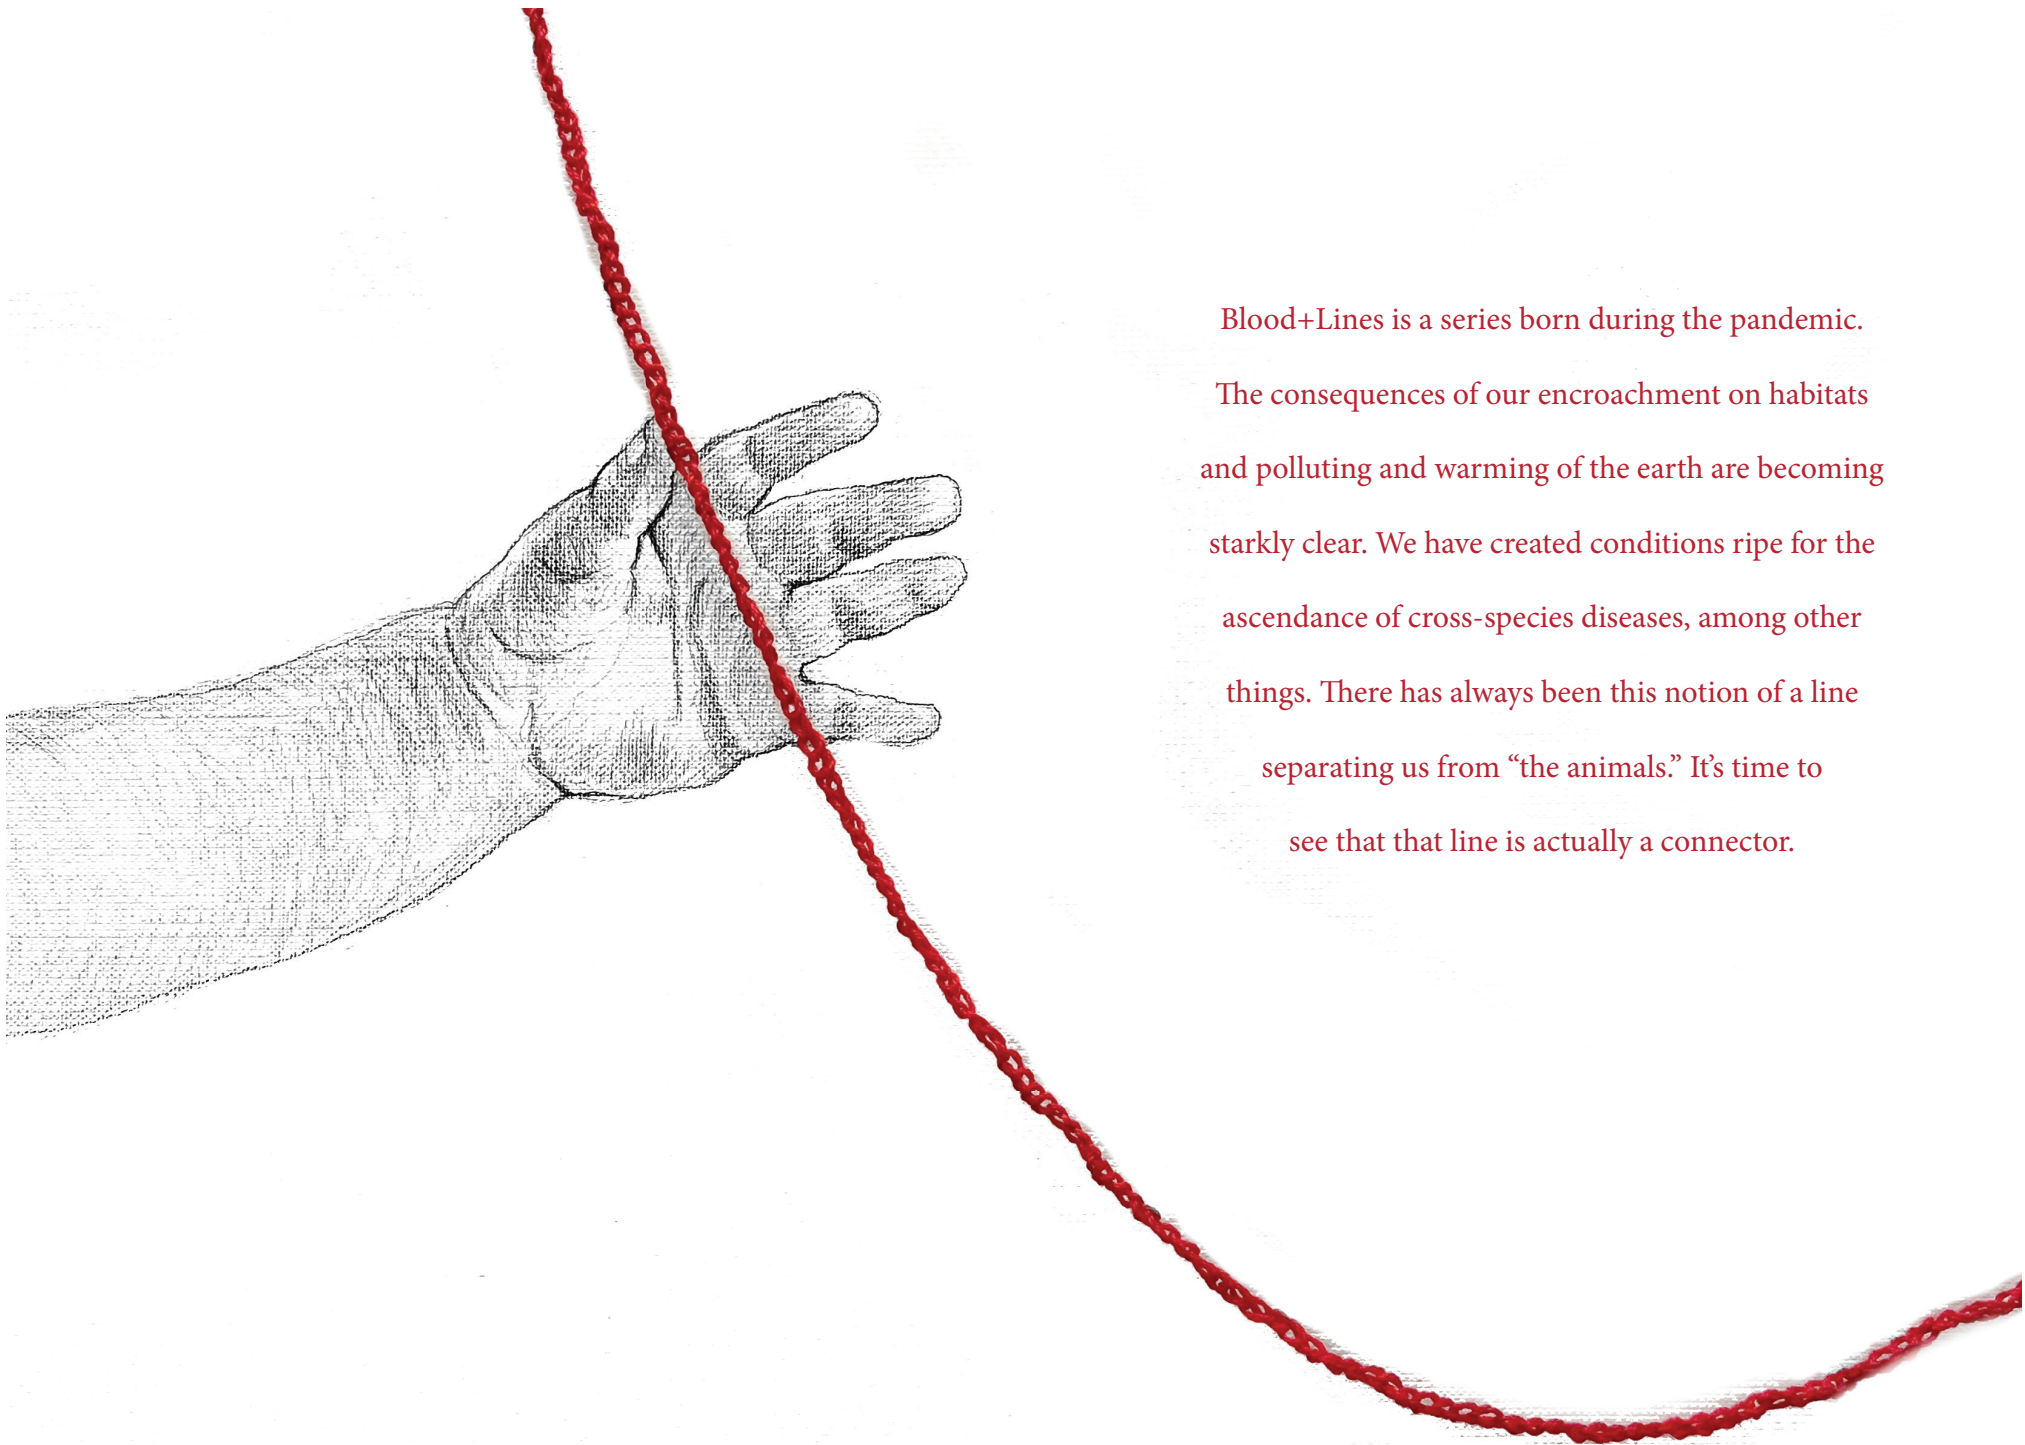 Blood+Lines is a series born during the pandemic.
The consequences of our encroachment on habitats
and polluting and warming of the earth are becoming
starkly clear. We have created conditions ripe for the
ascendance of cross-species diseases, among other
things. There has always been this notion of a line
separating us from “the animals.” It’s time to
see that that line is actually a connector.